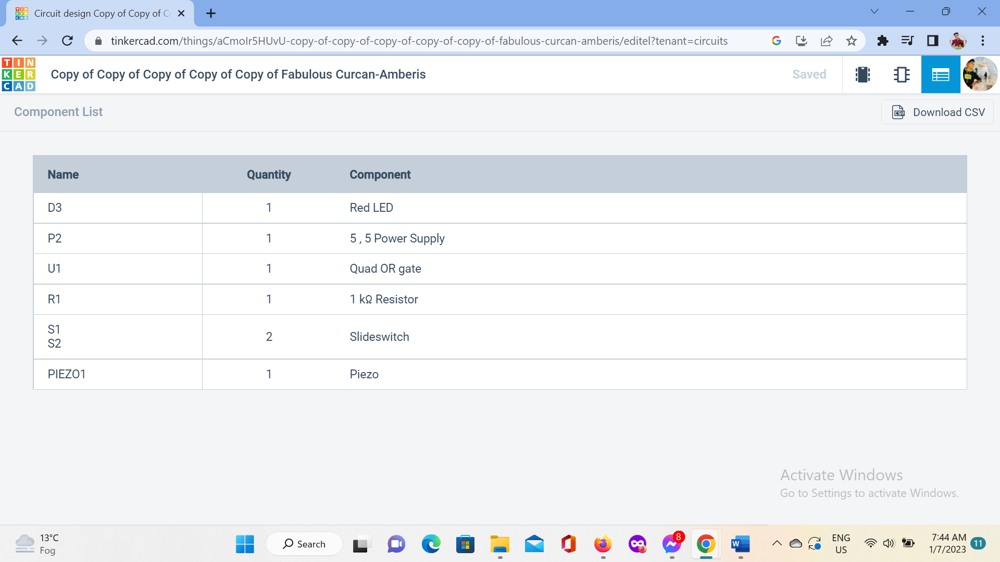 Circuit design Copy of Copy of C
tinkercad.com/things/aCmoIr5HUvU-copy-of-copy-of-copy-of-copy-of-copy-of-fabulous-curcan-amberis/editel?tenant=circuits
TIN
KER
CAD
Copy of Copy of Copy of Copy of Copy of Fabulous Curcan-Amberis
Saved
Component List
Download CSV
Name Quantity Component
D3 1 Red LED
P2 1 5 , 5 Power Supply
U1 1 Quad OR gate
R1 1 1 kΩ Resistor
S1
S2 2 Slideswitch
PIEZO1 1 Piezo
Activate Windows
Go to Settings to activate Windows.
13°C
Fog
Search
8
ENG
US
7:44 AM
1/7/2023
11